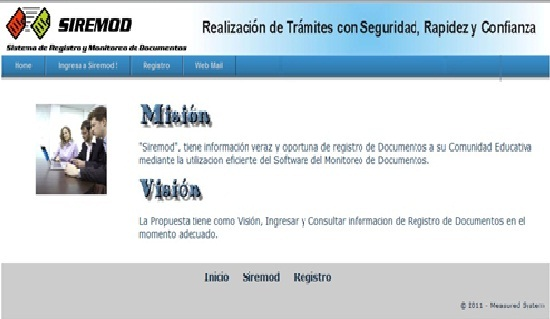 SIREMOD
Realización de Trámites con Seguridad, Rapidez y Confianza
Sistema de Registro y Monitoreo de Documentos
Home Ingresa a Siremod! Registro Web Mail
Misión
"Siremod", tiene información veraz y oportuna de registro de Documentos a su Comunidad Educativa
mediante la utilizacion eficiente del Software del Monitoreo de Documentos.
Visión
La Propuesta tiene como Visión, Ingresar y Consultar informacion de Registro de Documentos en el
momento adecuado.
Inicio Siremod Registro
© 2011 - Measured System